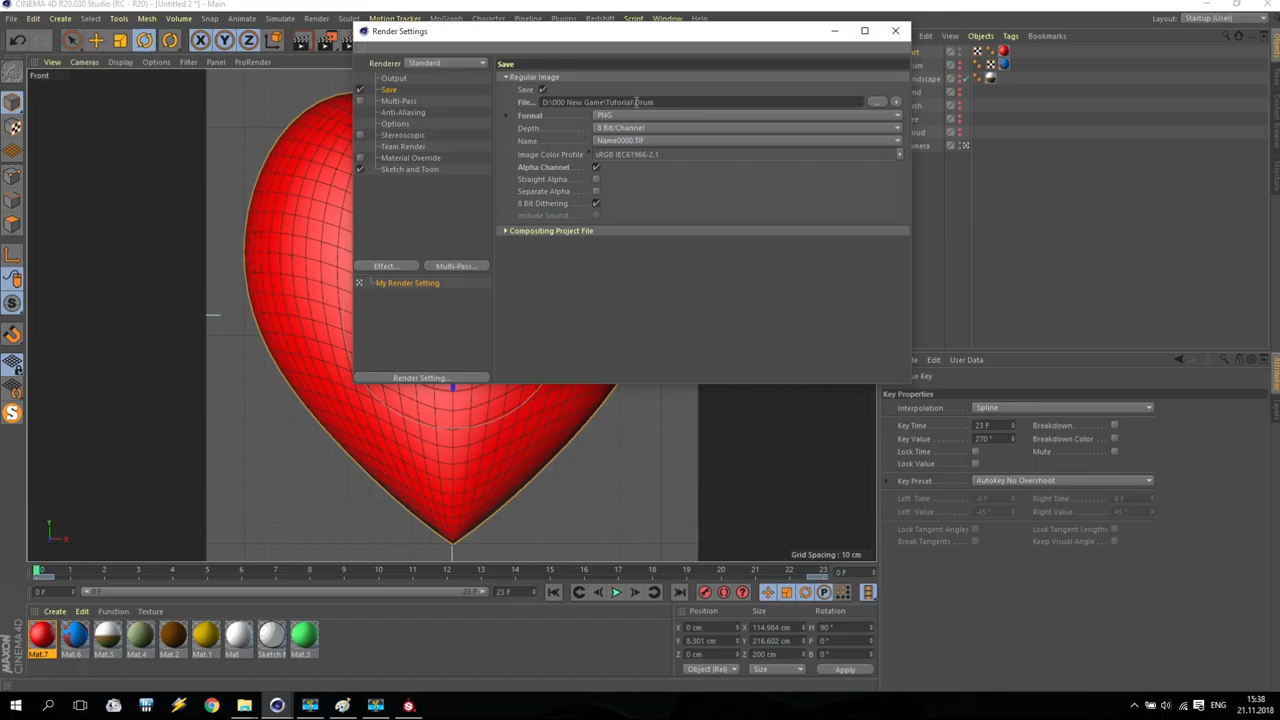 CINEMA 4D R20.030 Studio (RC - R20) - [Untitled 2 *] - Main
File Create Select Tools Mesh Volume Snap Animate Simulate Render Sculpt Motion Tracker MoGraph Character Pipeline Plugins Redshift Script Window Help Layout: Startup (User)
Render Settings
View Objects Tags Bookmarks
View Cameras Display Options Filter Panel ProRender
Front
Renderer Standard
Output
Save
Multi-Pass
Anti-Aliasing
Options
Stereoscopic
Team Render
Material Override
Sketch and Toon
Effect... Multi-Pass...
My Render Setting
Render Setting...
Save
Regular Image
Save
File... D:\000 New Game\Tutorial\Drum ...
Format PNG
Depth 8 Bit/Channel
Name Name0000.TIF
Image Color Profile sRGB IEC61966-2.1
Alpha Channel
Straight Alpha
Separate Alpha
8 Bit Dithering
Include Sound
Compositing Project File
Edit User Data
Key Properties
Interpolation Spline
Key Time 23 F Breakdown
Key Value 270 ° Breakdown Color
Lock Time Mute
Lock Value
Key Preset AutoKey No Overshoot
Left Time -8 F Right Time 8 F
Left Value -45 ° Right Value 45 °
Lock Tangent Angles Lock Tangent Lengths
Break Tangents Keep Visual Angle
Y
X
Grid Spacing : 10 cm
0 1 2 3 4 5 6 7 8 9 10 11 12 13 14 15 16 17 18 19 20 21 22 23 0 F
0 F 0 F 23 F 23 F
Create Edit Function Texture
Mat.7 Mat.6 Mat.5 Mat.4 Mat.2 Mat.1 Mat Sketch Mat.3
Position Size Rotation
X 0 cm X 114.984 cm H 90 °
Y 8.301 cm Y 216.602 cm P 0 °
Z 0 cm Z 200 cm B 0 °
Object (Rel) Size Apply
MAXON CINEMA 4D
ENG
15:38
21.11.2018